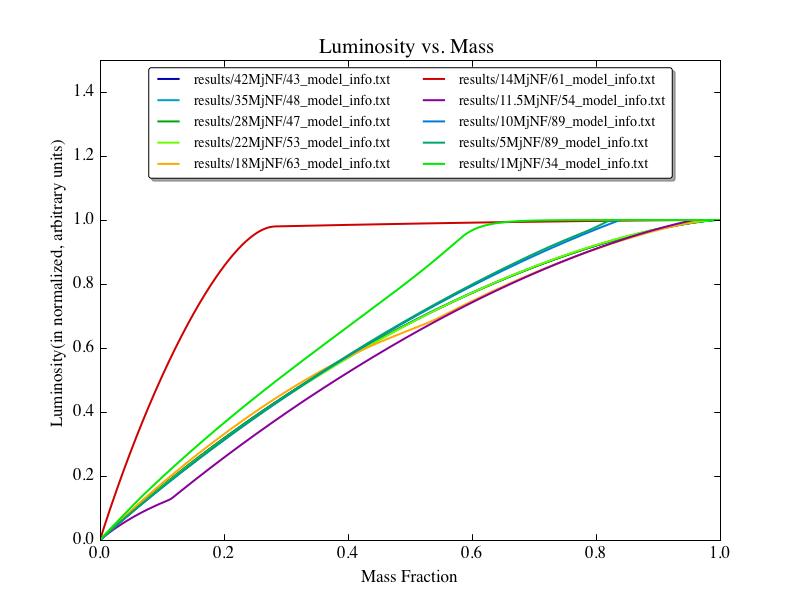 Luminosity vs. Mass
results/42MjNF/43_model_info.txt
results/35MjNF/48_model_info.txt
results/28MjNF/47_model_info.txt
results/22MjNF/53_model_info.txt
results/18MjNF/63_model_info.txt
results/14MjNF/61_model_info.txt
results/11.5MjNF/54_model_info.txt
results/10MjNF/89_model_info.txt
results/5MjNF/89_model_info.txt
results/1MjNF/34_model_info.txt
Luminosity(in normalized, arbitrary units)
1.4
1.2
1.0
0.8
0.6
0.4
0.2
0.0
0.0 0.2 0.4 0.6 0.8 1.0
Mass Fraction